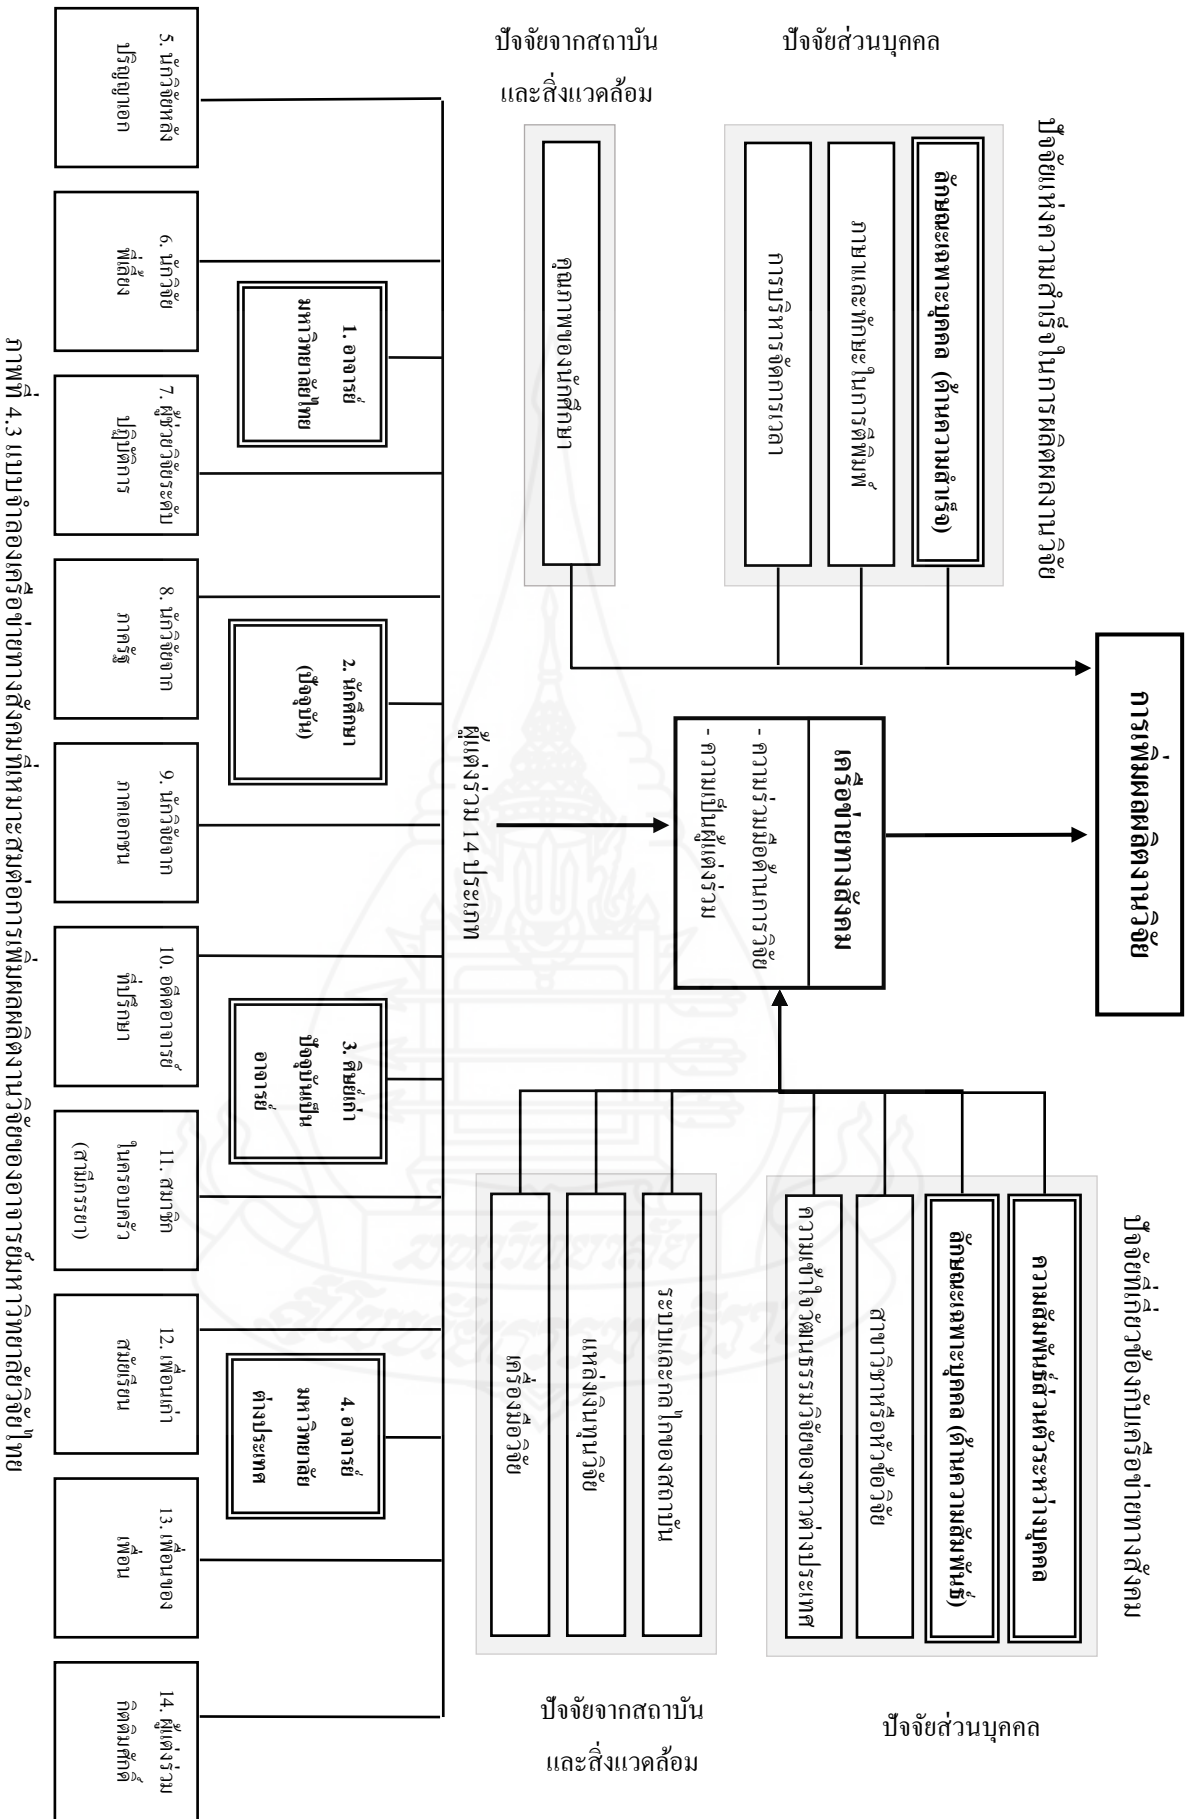 การเพิ่มผลผลิตงานวิจัย
ปัจจัยแห่งความสำเร็จในการผลิตผลงานวิจัย
ปัจจัยส่วนบุคคล
ลักษณะเฉพาะบุคคล (ด้านความสำเร็จ)
ภาษาและทักษะในการตีพิมพ์
การบริหารจัดการเวลา
ปัจจัยจากสถาบัน
และสิ่งแวดล้อม
คุณภาพของนักศึกษา
เครือข่ายทางสังคม
- ความร่วมมือด้านการวิจัย
- ความเป็นผู้แต่งร่วม
ปัจจัยที่เกี่ยวข้องกับเครือข่ายทางสังคม
ความสัมพันธ์ส่วนตัวระหว่างบุคคล
ลักษณะเฉพาะบุคคล (ด้านความสัมพันธ์)
สาขาวิชาหรือหัวข้อวิจัย
ความเข้าใจวัฒนธรรมวิจัยของชาวต่างประเทศ
ปัจจัยส่วนบุคคล
ระบบและกลไกของสถาบัน
แหล่งเงินทุนวิจัย
เครื่องมือวิจัย
ปัจจัยจากสถาบัน
และสิ่งแวดล้อม
ผู้แต่งร่วม 14 ประเภท
1. อาจารย์
มหาวิทยาลัยไทย
2. นักศึกษา
(ปัจจุบัน)
3. ศิษย์เก่า
ปัจจุบันเป็น
อาจารย์
4. อาจารย์
มหาวิทยาลัย
ต่างประเทศ
5. นักวิจัยหลัง
ปริญญาเอก
6. นักวิจัย
พี่เลี้ยง
7. ผู้ช่วยวิจัยระดับ
ปฏิบัติการ
8. นักวิจัยจาก
ภาครัฐ
9. นักวิจัยจาก
ภาคเอกชน
10. อดีตอาจารย์
ที่ปรึกษา
11. สมาชิก
ในครอบครัว
(สามีภรรยา)
12. เพื่อนเก่า
สมัยเรียน
13. เพื่อนของ
เพื่อน
14. ผู้แต่งร่วม
กิตติมศักดิ์
ภาพที่ 4.3 แบบจำลองเครือข่ายทางสังคมที่เหมาะสมต่อการเพิ่มผลผลิตงานวิจัยของอาจารย์มหาวิทยาลัยวิจัยไทย
มหาวิทยาลัย
สุโขทัยธรรมาธิราช